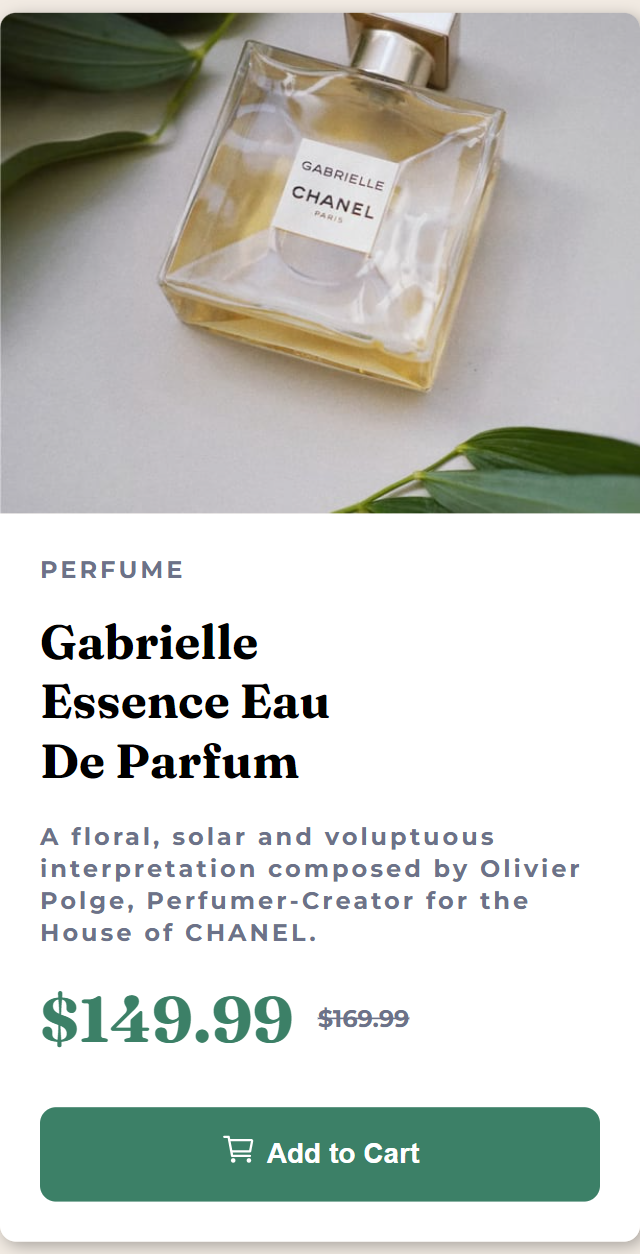 GABRIELLE
CHANEL
PARIS
PERFUME
Gabrielle
Essence Eau
De Parfum
A floral, solar and voluptuous
interpretation composed by Olivier
Polge, Perfumer-Creator for the
House of CHANEL.
$149.99 $169.99
Add to Cart